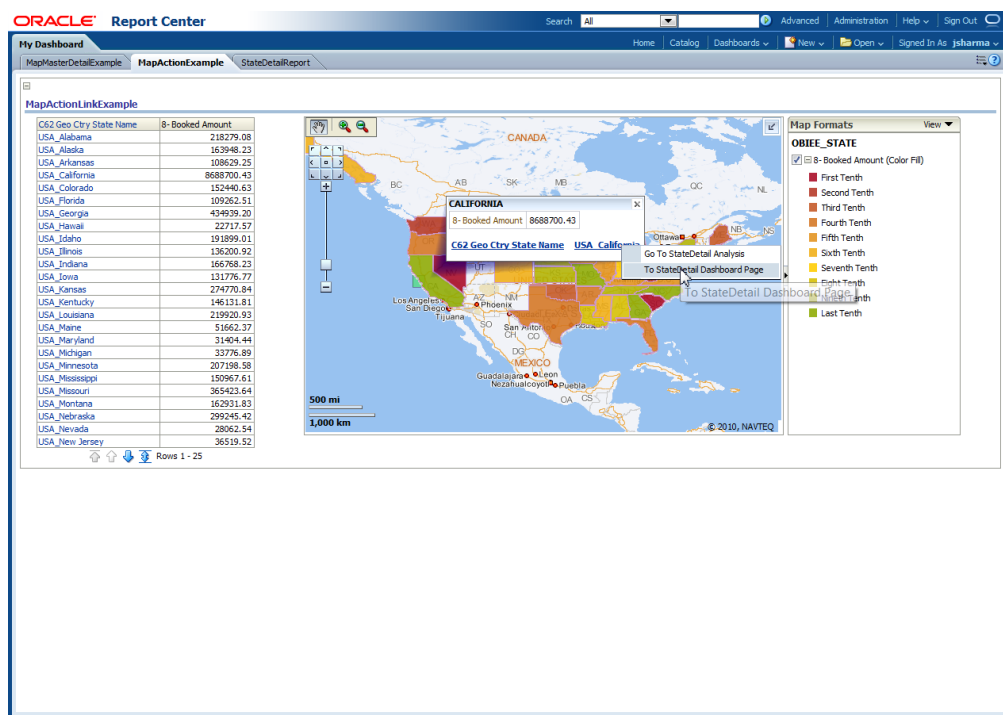 ORACLE Report Center
Search All Advanced Administration Help Sign Out
My Dashboard
Home Catalog Dashboards New Open Signed In As jsharma
MapMasterDetailExample MapActionExample StateDetailReport
MapActionLinkExample
C62 Geo Ctry State Name 8- Booked Amount
USA_Alabama 218279.08
USA_Alaska 163948.23
USA_Arkansas 108629.25
USA_California 8688700.43
USA_Colorado 152440.63
USA_Florida 109262.51
USA_Georgia 434939.20
USA_Hawaii 22717.57
USA_Idaho 191899.01
USA_Illinois 136200.92
USA_Indiana 166768.23
USA_Iowa 131776.77
USA_Kansas 274770.84
USA_Kentucky 146131.81
USA_Louisiana 219920.93
USA_Maine 51662.37
USA_Maryland 31404.44
USA_Michigan 33776.89
USA_Minnesota 207198.58
USA_Mississippi 150967.61
USA_Missouri 365423.64
USA_Montana 162931.83
USA_Nebraska 299245.42
USA_Nevada 28062.54
USA_New Jersey 36519.52
Rows 1 - 25
CANADA
BC AB SK MB QC NL
NB NS
Ottawa
CALIFORNIA
8- Booked Amount 8688700.43
C62 Geo Ctry State Name USA_California
Go To StateDetail Analysis
To StateDetail Dashboard Page
To StateDetail Dashboard Page
UT
Los Angeles AZ NM
Phoenix
San Diego
Tijuana
SO San Antonio
CH CO
DG
MEXICO
Guadalajara Leon
Nezahualcoyotl Puebla
OA CS
500 mi
1,000 km
© 2010, NAVTEQ
Map Formats View
OBIEE_STATE
8- Booked Amount (Color Fill)
First Tenth
Second Tenth
Third Tenth
Fourth Tenth
Fifth Tenth
Sixth Tenth
Seventh Tenth
Eight Tenth
Nineth Tenth
Last Tenth